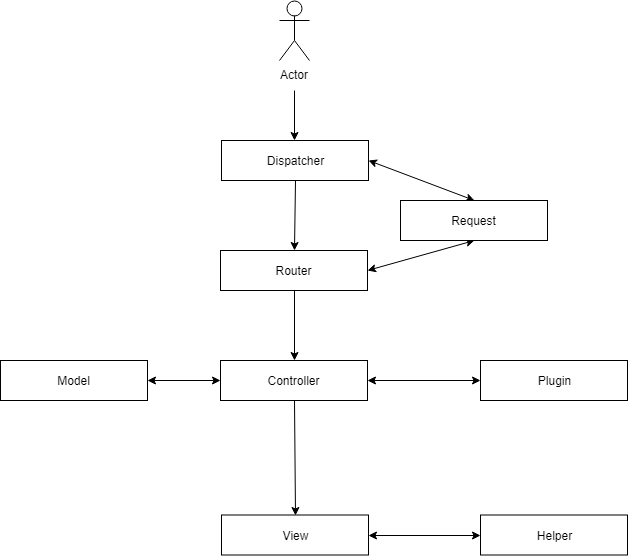 Actor
Dispatcher
Request
Router
Model
Controller
Plugin
View
Helper